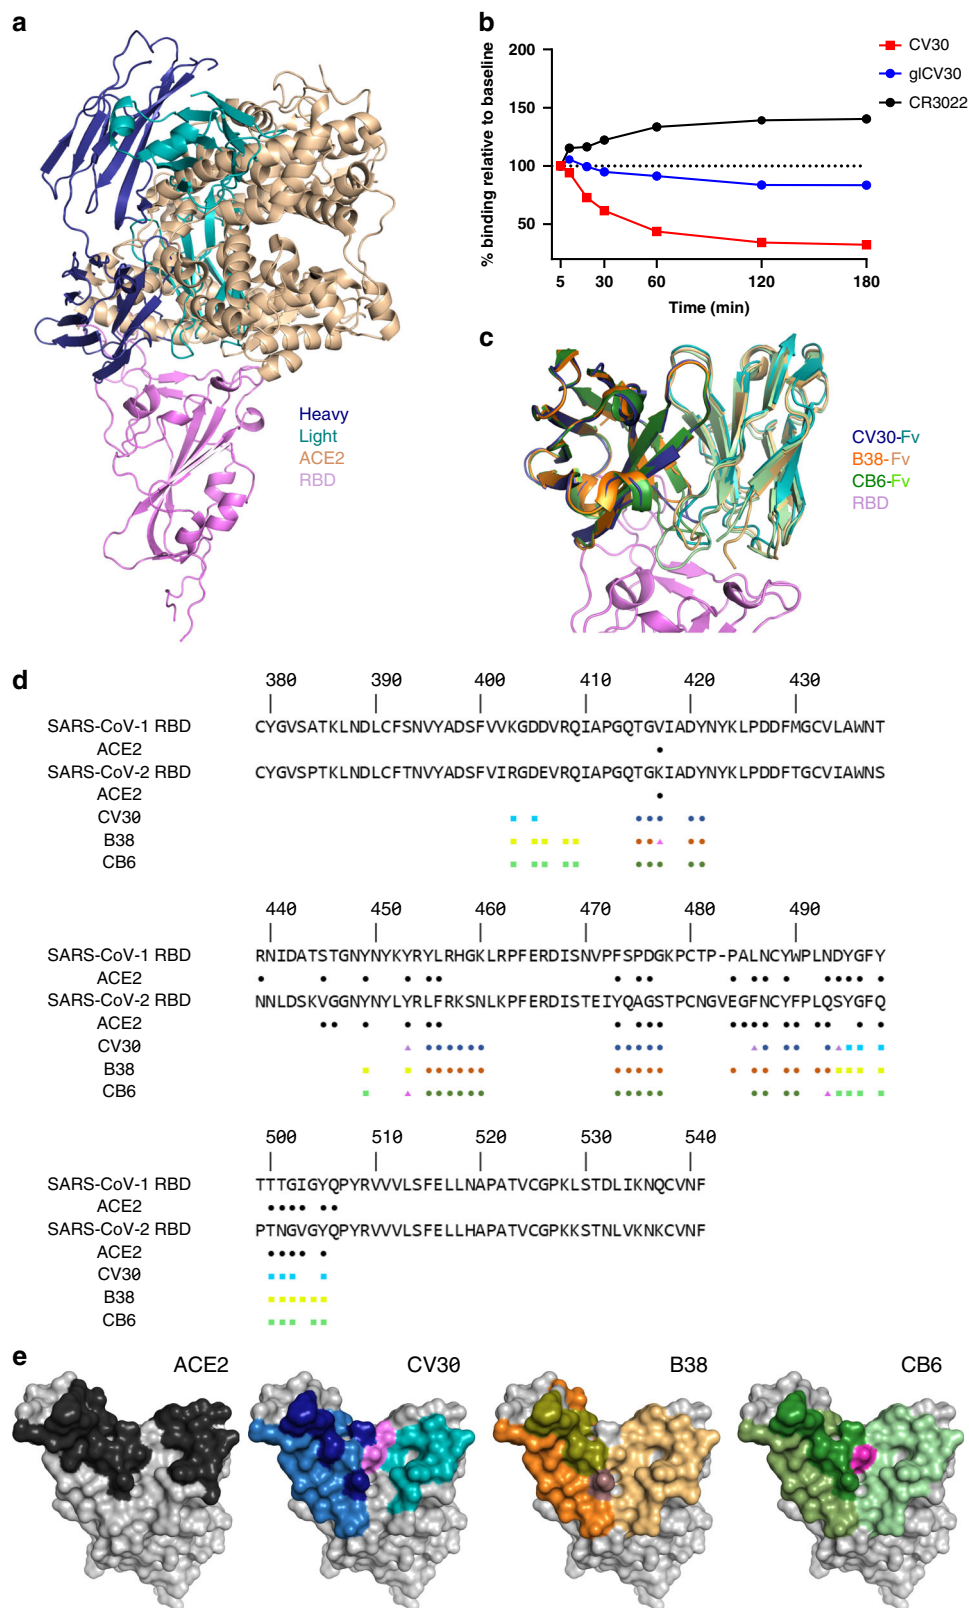 a
Heavy
Light
ACE2
RBD
b
200
150
100
50
% binding relative to baseline
5 30 60 120 180
Time (min)
CV30
glCV30
CR3022
c
CV30-Fv
B38-Fv
CB6-Fv
RBD
d
380 390 400 410 420 430
SARS-CoV-1 RBD CYGVSATKLNDLCFSNVYADSFVVKGDDVRQIAPGQTGVIADYNYKLPDDFMGCVLAWNT
ACE2
SARS-CoV-2 RBD CYGVSPTKLNDLCFTNVYADSFVIRGDEVRQIAPGQTGKIADYNYKLPDDFTGCVIAWNS
ACE2
CV30
B38
CB6
440 450 460 470 480 490
SARS-CoV-1 RBD RNIDATSTGNYNYKYRYLRHGKLRPFERDISNVPFSPDGKPCTP-PALNCYWPLNDYGFY
ACE2
SARS-CoV-2 RBD NNLDSKVGGNYNYLYRLFRKSNLKPFERDISTEIYQAGSTPCNGVEGFNCYFPLQSYGFQ
ACE2
CV30
B38
CB6
500 510 520 530 540
SARS-CoV-1 RBD TTTGIGYQPYRVVVLSFELLNAPATVCGPKLSTDLIKNQCVNF
ACE2
SARS-CoV-2 RBD PTNGVGYQPYRVVVLSFELLHAPATVCGPKKSTNLVKNKCVNF
ACE2
CV30
B38
CB6
e
ACE2
CV30
B38
CB6